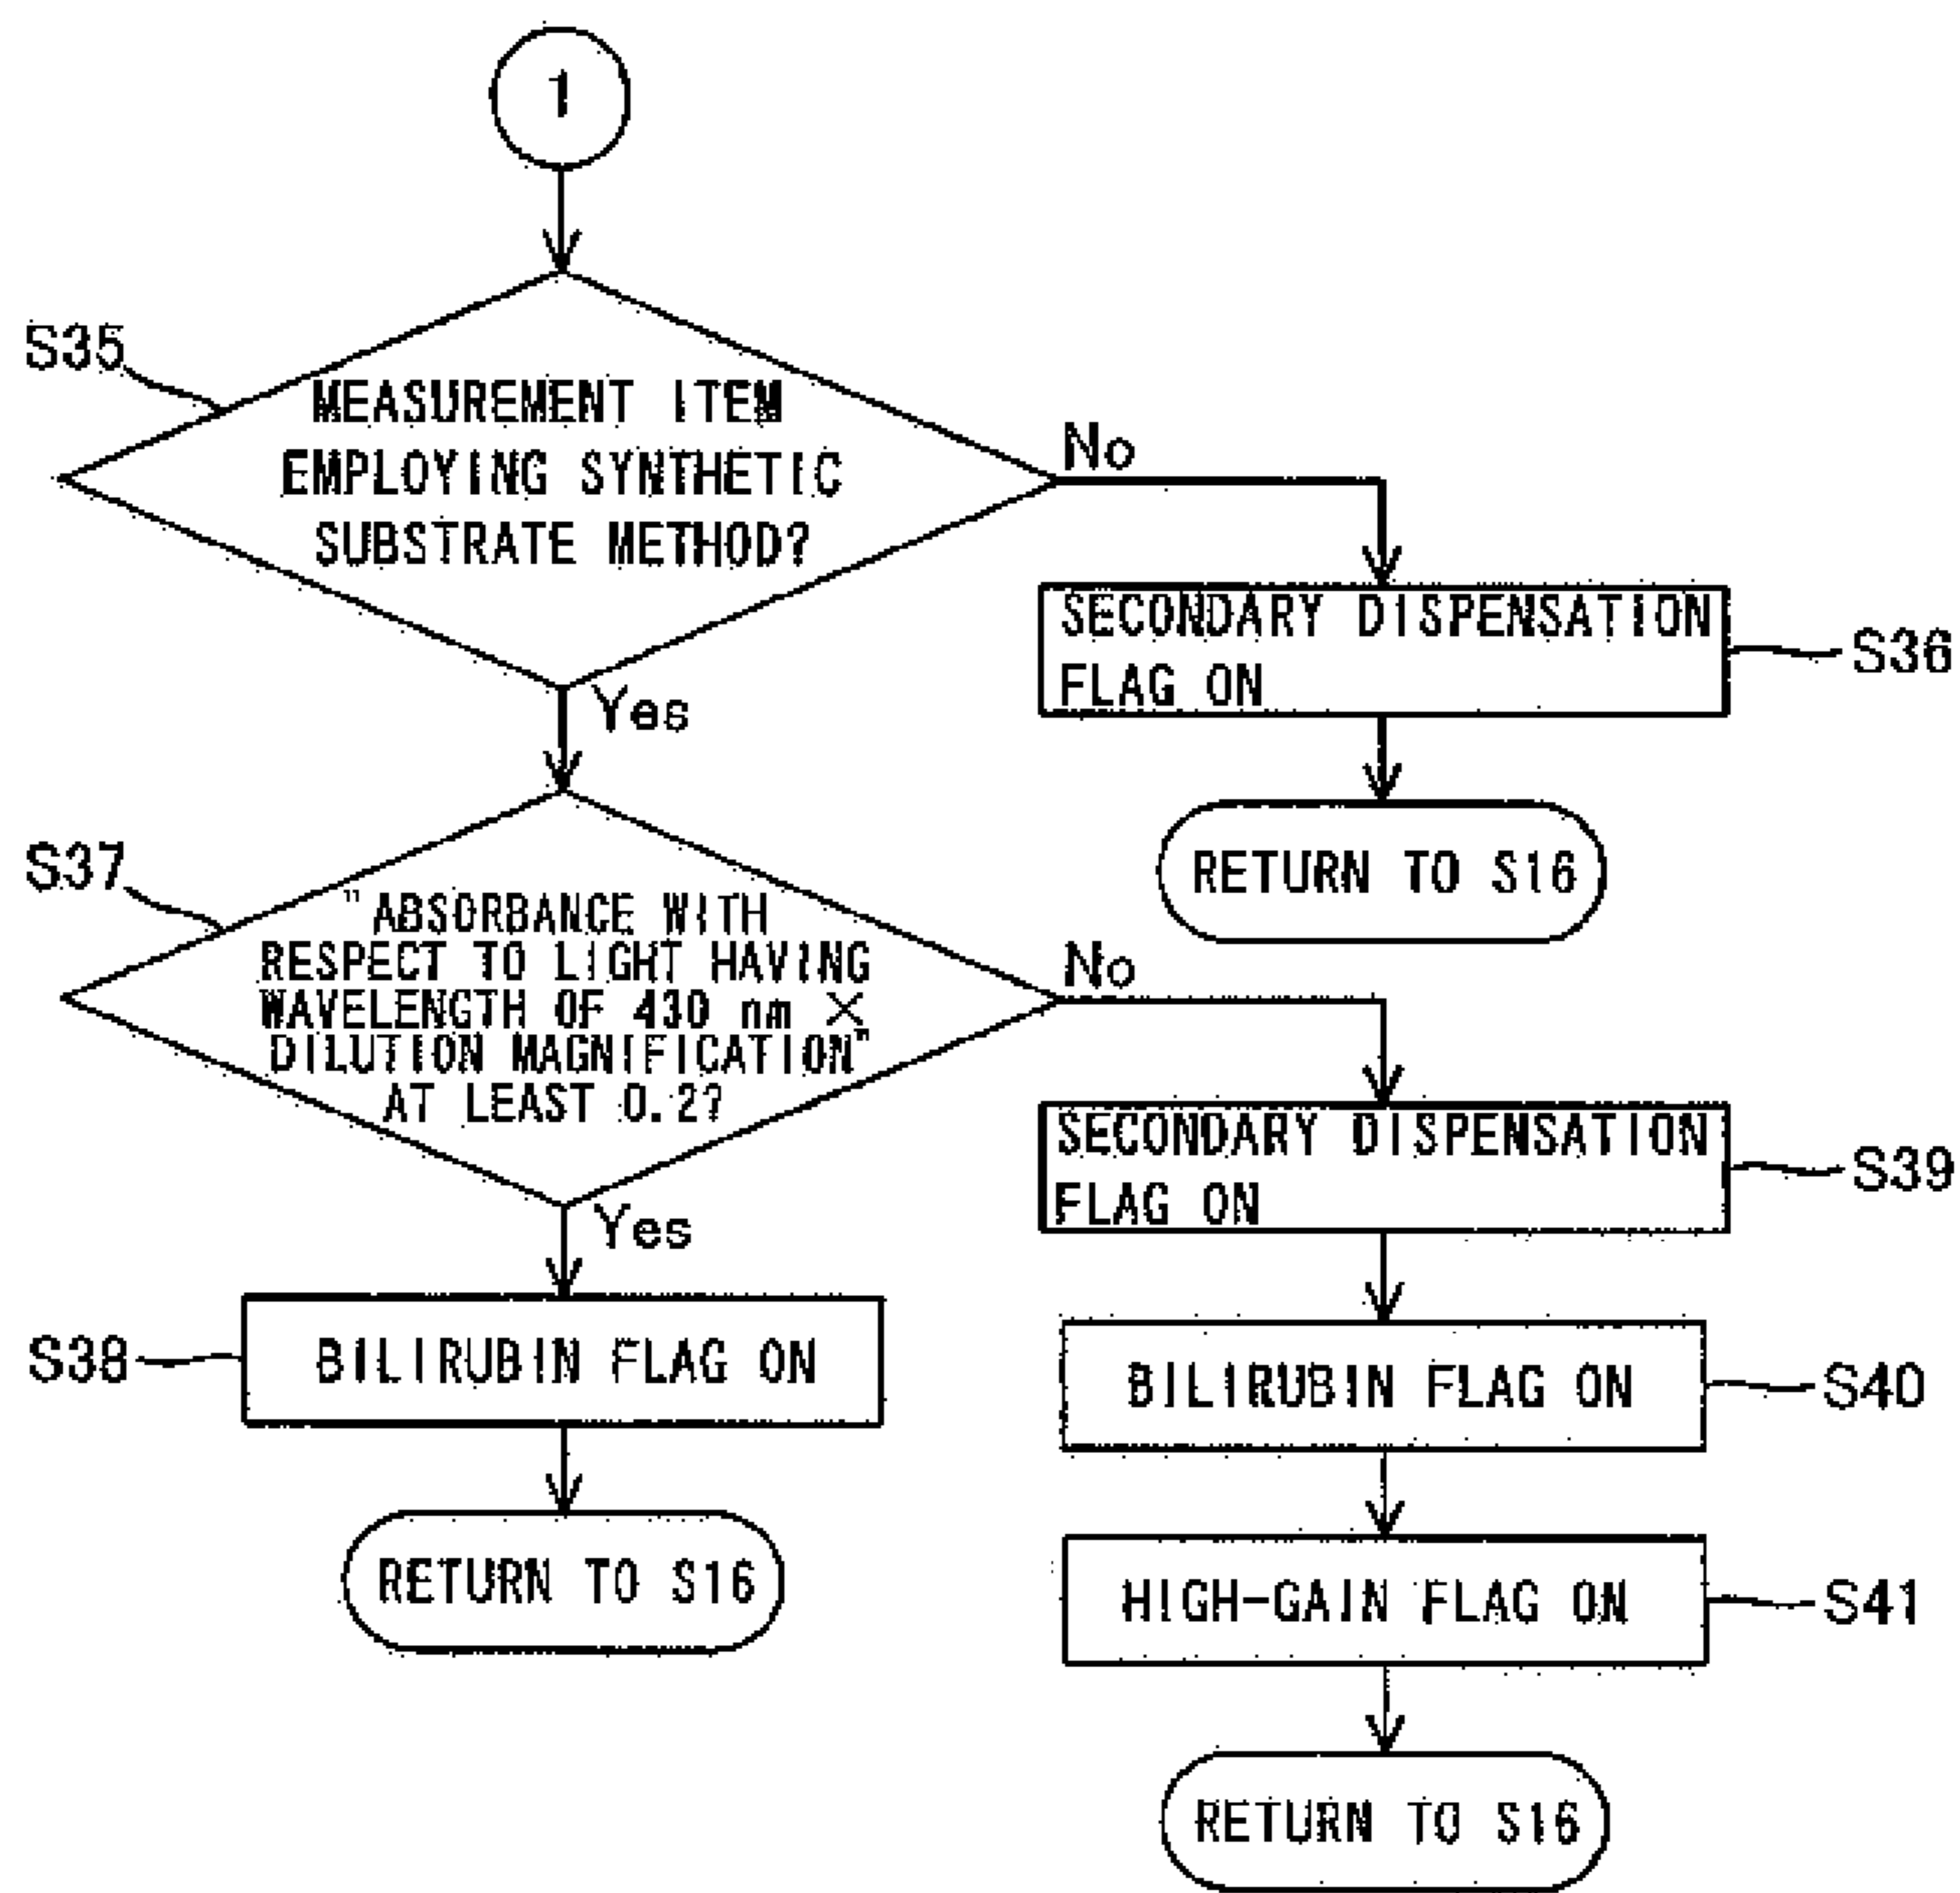 1
S35
MEASUREMENT ITEM
EMPLOYING SYNTHETIC
SUBSTRATE METHOD?
No
SECONDARY DISPENSATION
FLAG ON
S36
Yes
RETURN TO S16
S37
"ABSORBANCE WITH
RESPECT TO LIGHT HAVING
WAVELENGTH OF 430 nm ×
DILUTION MAGNIFICATION"
AT LEAST 0.2?
No
SECONDARY DISPENSATION
FLAG ON
S39
Yes
S38
BILIRUBIN FLAG ON
BILIRUBIN FLAG ON
S40
RETURN TO S16
HIGH-GAIN FLAG ON
S41
RETURN TO S16